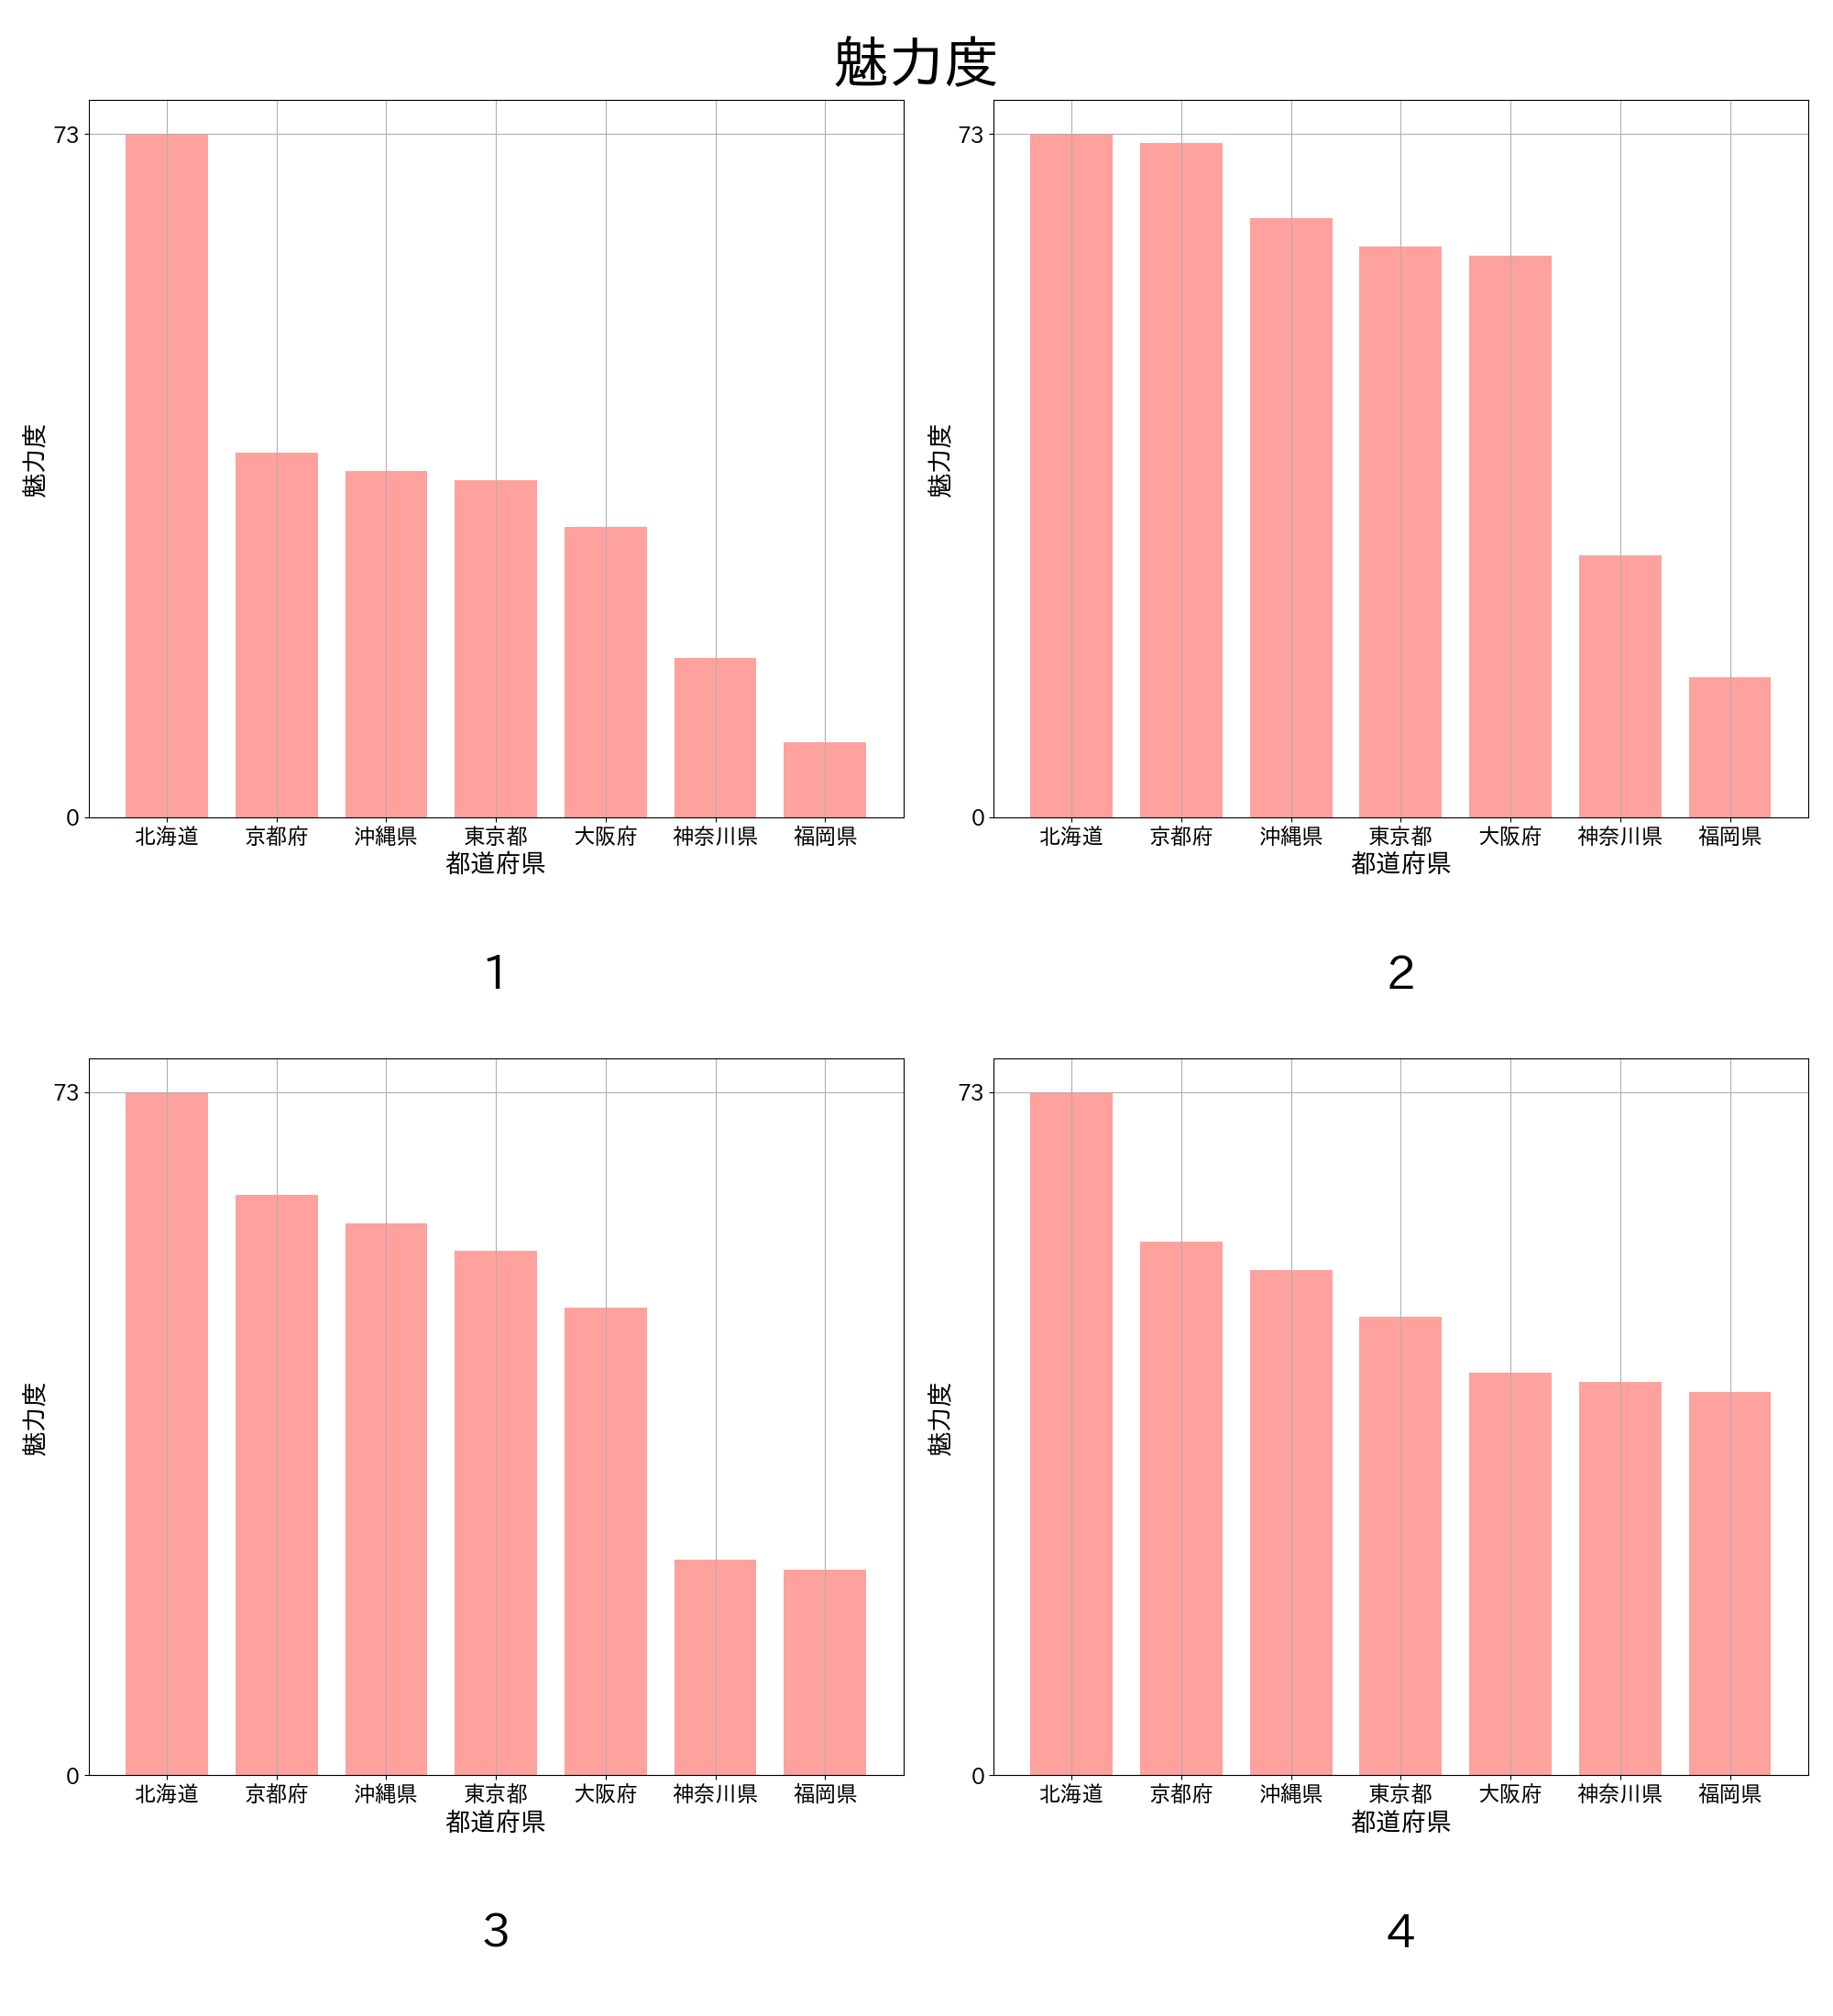 魅力度
73
0
魅力度
北海道 京都府 沖縄県 東京都 大阪府 神奈川県 福岡県
都道府県
1
73
0
魅力度
北海道 京都府 沖縄県 東京都 大阪府 神奈川県 福岡県
都道府県
2
73
0
魅力度
北海道 京都府 沖縄県 東京都 大阪府 神奈川県 福岡県
都道府県
3
73
0
魅力度
北海道 京都府 沖縄県 東京都 大阪府 神奈川県 福岡県
都道府県
4